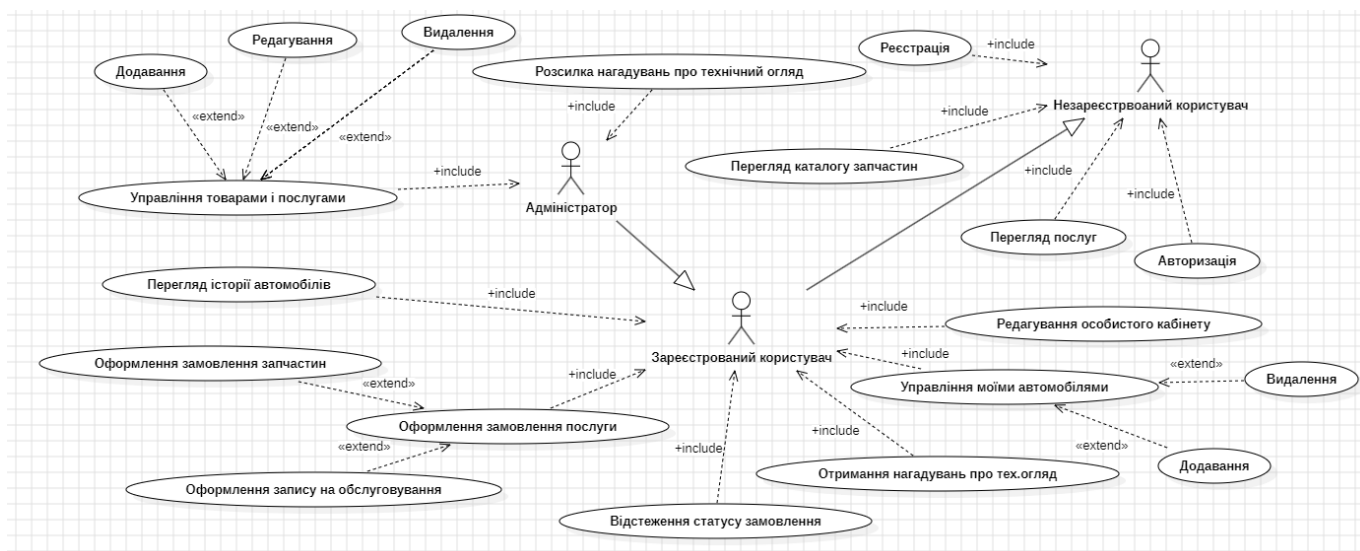 Видалення
Редагування
Додавання
Реєстрація
+include
Розсилка нагадувань про технічний огляд
Незареєстрвоаний користувач
+include
+include
«extend»
«extend»
«extend»
Перегляд каталогу запчастин
+include
+include
+include
Управління товарами і послугами
Адміністратор
Перегляд послуг
Авторизація
Перегляд історії автомобілів
+include
+include
Редагування особистого кабінету
Зареєстрований користувач
+include
Оформлення замовлення запчастин
«extend»
+include
Управління моїми автомобілями
«extend»
Видалення
Оформлення замовлення послуги
+include
«extend»
«extend»
+include
Додавання
Отримання нагадувань про тех.огляд
Оформлення запису на обслуговування
Відстеження статусу замовлення